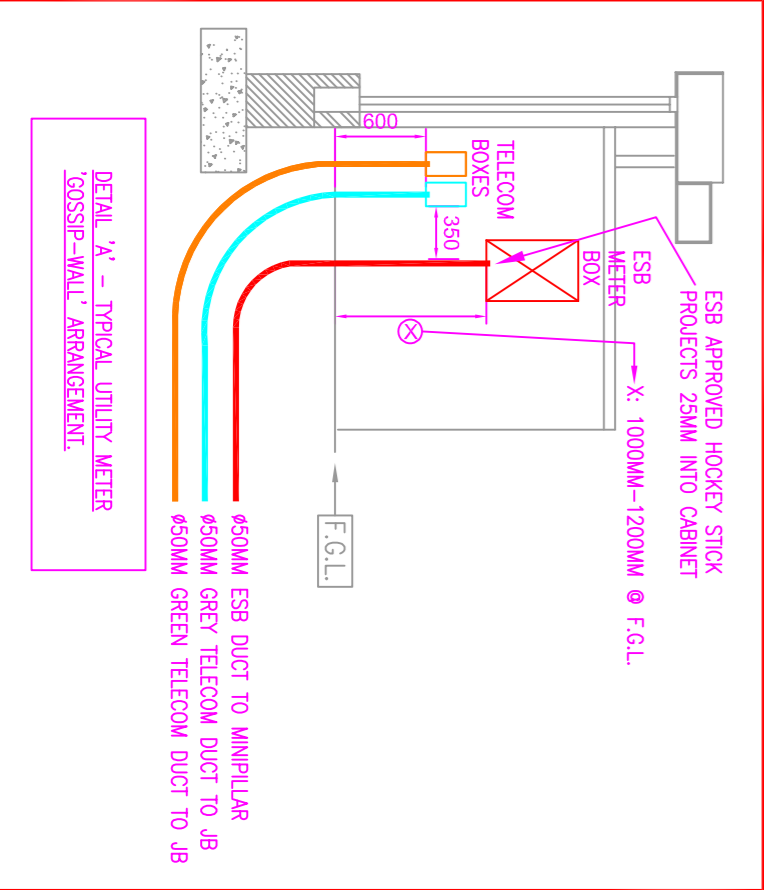 ESB APPROVED HOCKEY STICK
PROJECTS 25MM INTO CABINET
X: 1000MM-1200MM @ F.G.L.
ESB
METER
BOX
TELECOM
BOXES
350
600
X
F.G.L.
Ø50MM ESB DUCT TO MINIPILLAR
Ø50MM GREY TELECOM DUCT TO JB
Ø50MM GREEN TELECOM DUCT TO JB
DETAIL 'A' - TYPICAL UTILITY METER
'GOSSIP-WALL' ARRANGEMENT.